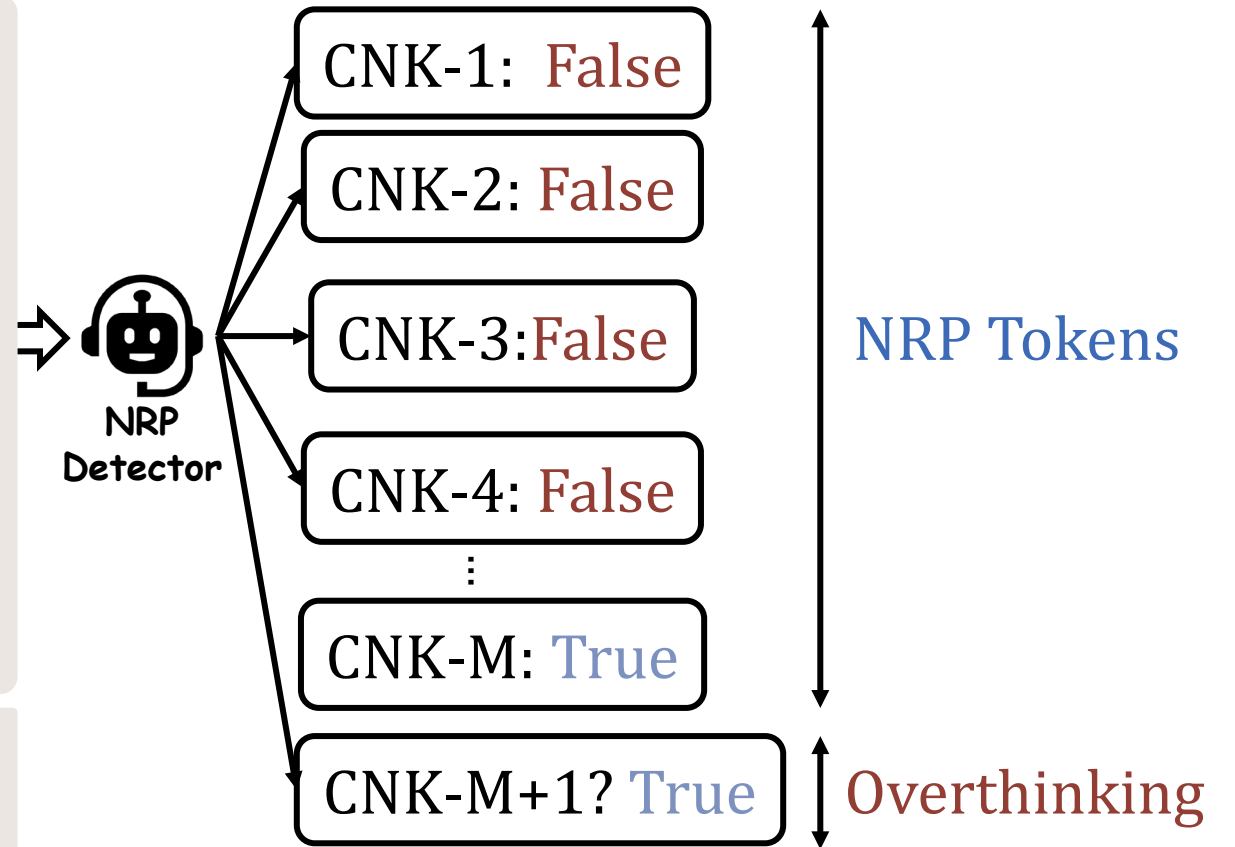 CNK-1: False
CNK-2: False
CNK-3:False
NRP Tokens
NRP
Detector
CNK-4: False
⋮
CNK-M: True
CNK-M+1? True
Overthinking